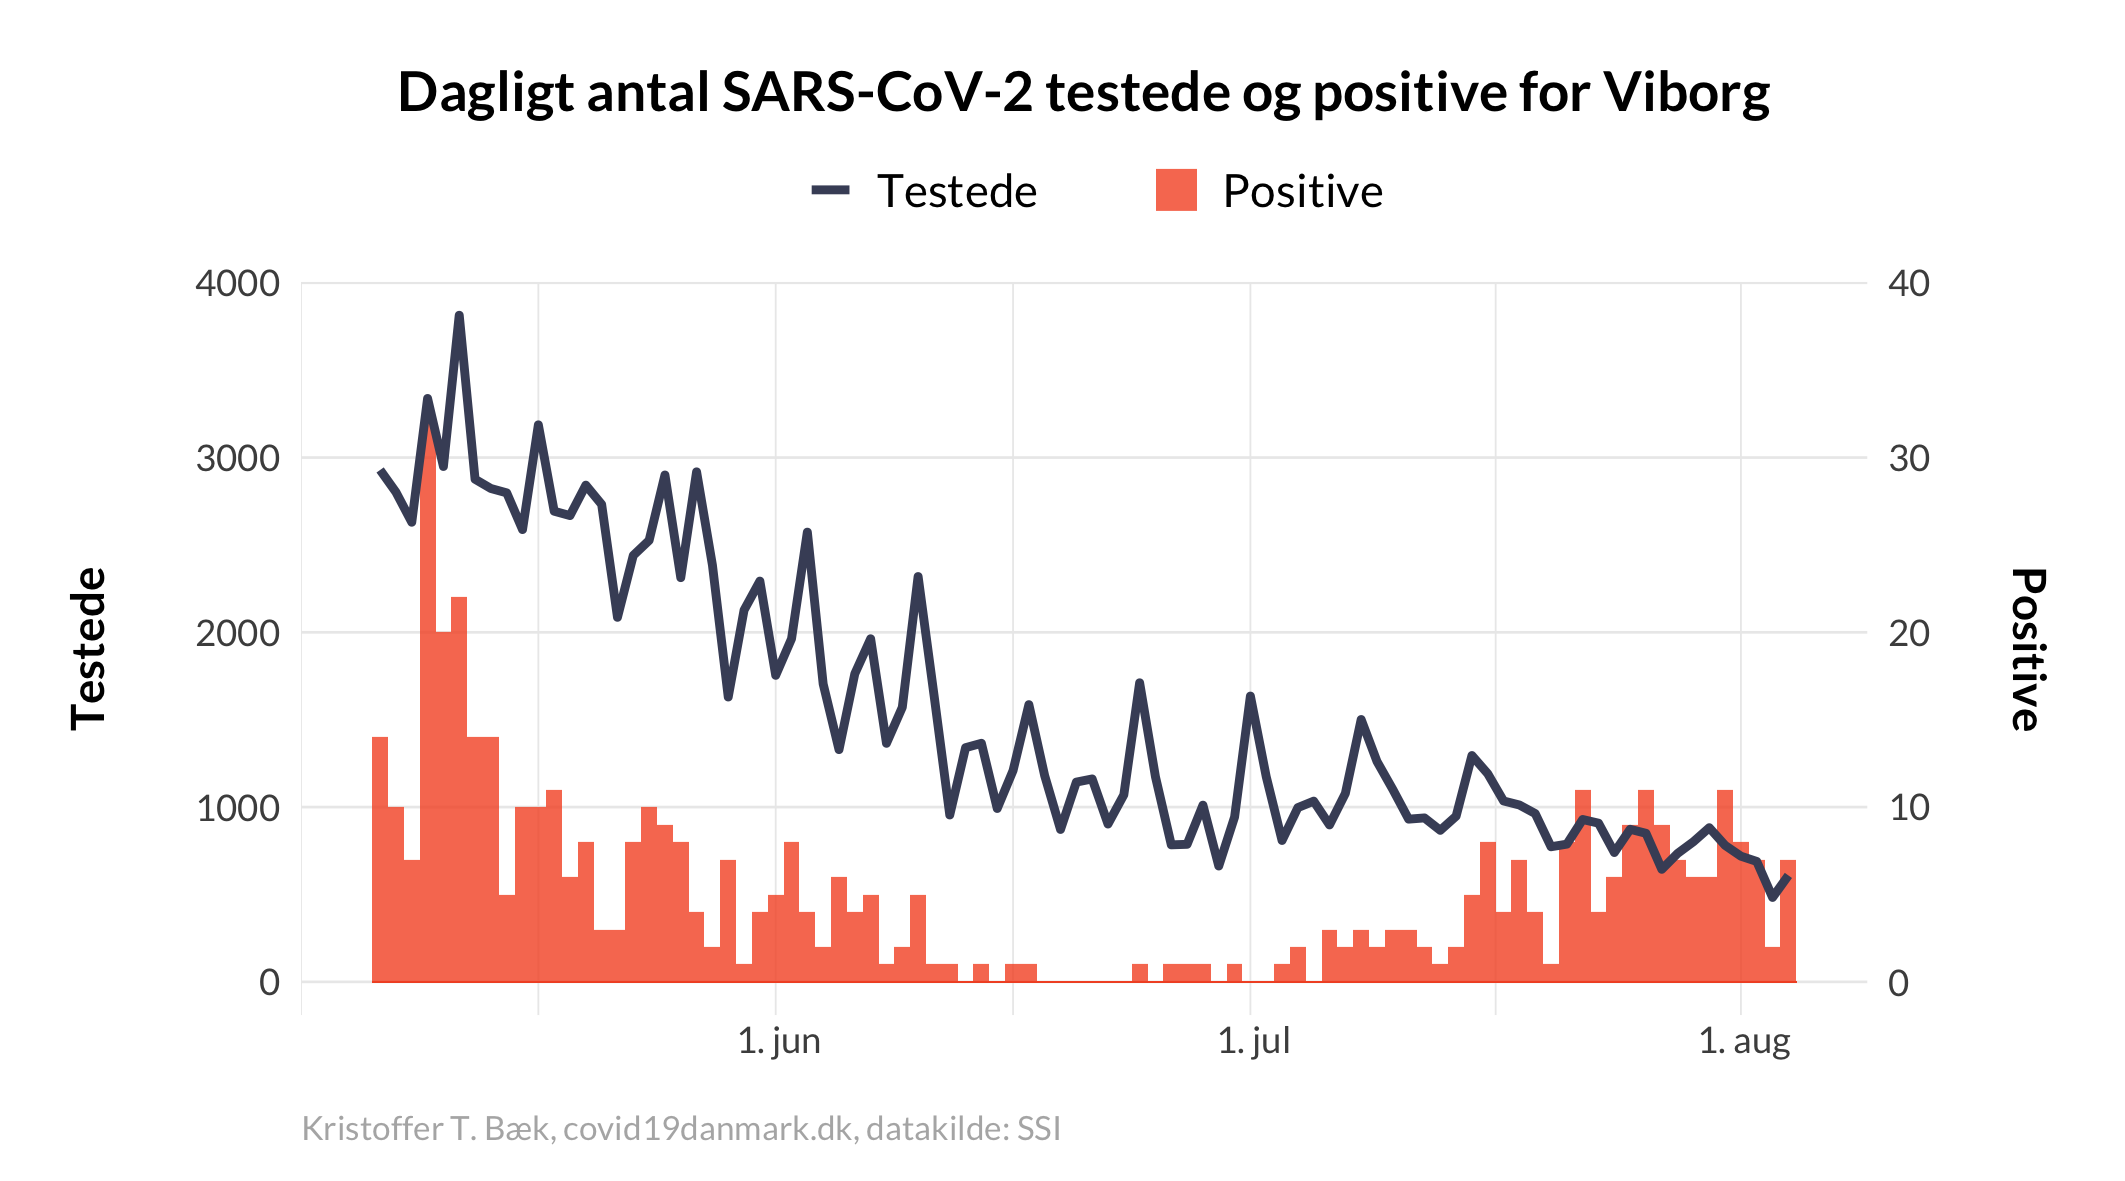 Dagligt antal SARS-CoV-2 testede og positive for Viborg
Testede
Positive
4000
3000
2000
1000
0
Testede
40
30
20
10
0
Positive
1. jun
1. jul
1. aug
Kristoffer T. Bæk, covid19danmark.dk, datakilde: SSI